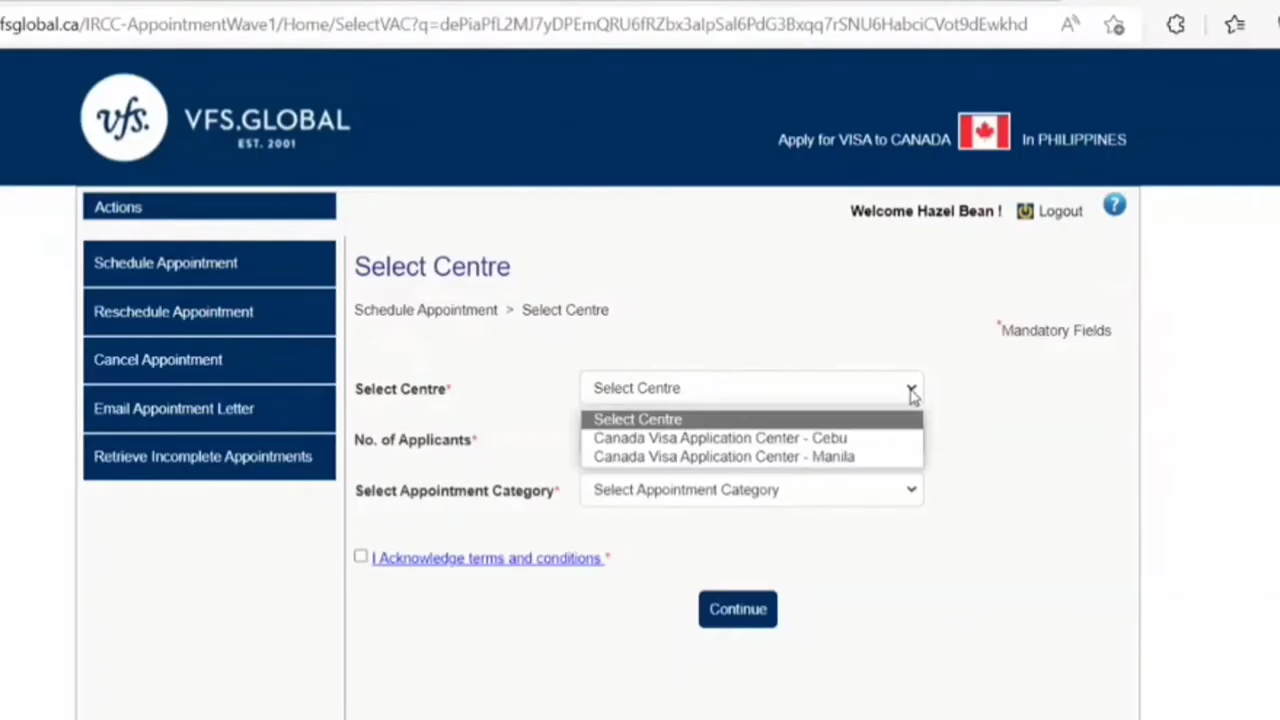 fsglobal.ca/IRCC-AppointmentWave1/Home/SelectVAC?q=dePiaPfL2MJ7yDPEmQRU6fRZbx3aIpSal6PdG3Bxqq7rSNU6HabciCVot9dEwkhd
vfs. VFS.GLOBAL
EST. 2001
Apply for VISA to CANADA In PHILIPPINES
Actions
Welcome Hazel Bean ! Logout ?
Schedule Appointment
Reschedule Appointment
Cancel Appointment
Email Appointment Letter
Retrieve Incomplete Appointments
Select Centre
Schedule Appointment > Select Centre
*Mandatory Fields
Select Centre* Select Centre
Select Centre
Canada Visa Application Center - Cebu
Canada Visa Application Center - Manila
No. of Applicants*
Select Appointment Category* Select Appointment Category
I Acknowledge terms and conditions *
Continue